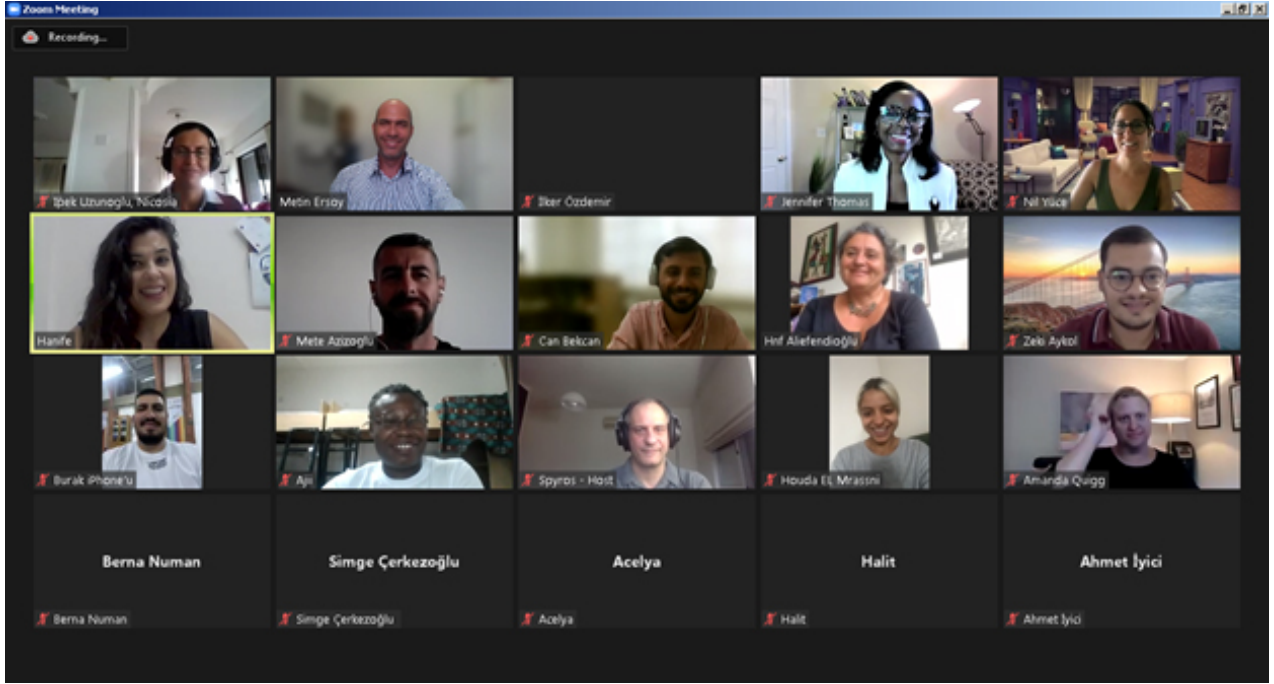 Zoom Meeting
Recording...
Ipek Uzunoglu, Nicosia
Metin Ersoy
İlker Özdemir
Jennifer Thomas
Nil Yüce
Hanife
Mete Azizoğlu
Can Bekcan
Hnf Aliefendioğlu
Zeki Aykol
Burak iPhone'u
Aji
Spyros - Host
Houda EL Mrassni
Amanda Quigg
Berna Numan
Simge Çerkezoğlu
Acelya
Halit
Ahmet İyici
Berna Numan
Simge Çerkezoğlu
Acelya
Halit
Ahmet İyici